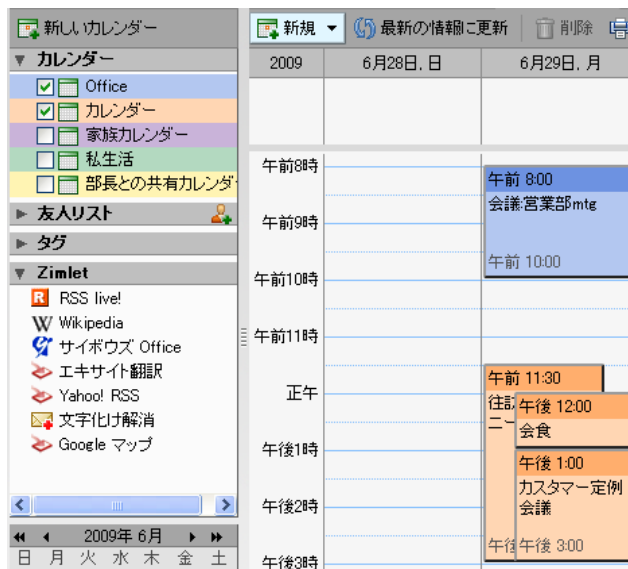 新しいカレンダー
カレンダー
Office
カレンダー
家族カレンダー
私生活
部長との共有カレンダ
友人リスト
タグ
Zimlet
RSS live!
Wikipedia
サイボウズ Office
エキサイト翻訳
Yahoo! RSS
文字化け解消
Google マップ
2009年 6月
日 月 火 水 木 金 土
新規 最新の情報に更新 削除
2009 6月28日, 日 6月29日, 月
午前8時
午前9時
午前10時
午前11時
正午
午後1時
午後2時
午後3時
午前 8:00
会議:営業部mtg
午前 10:00
午前 11:30
往訪
ニー
午後 12:00
会食
午後 1:00
カスタマー定例
会議
午後 3:00